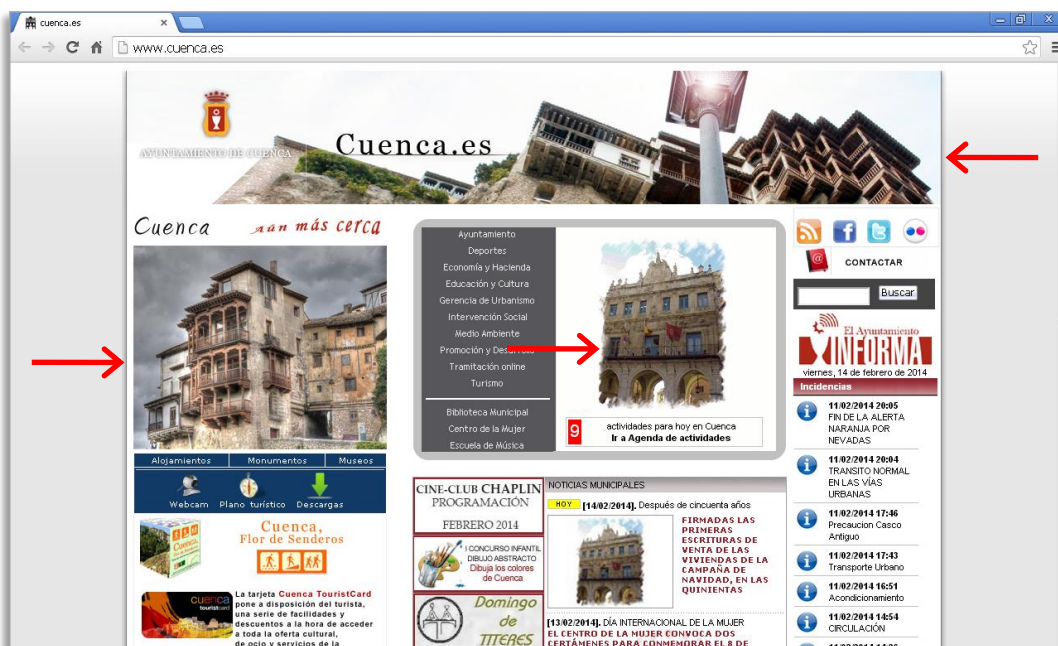 cuenca.es
www.cuenca.es
AYUNTAMIENTO DE CUENCA
Cuenca.es
Cuenca aún más cerca
Alojamientos Monumentos Museos
Webcam Plano turístico Descargas
Cuenca,
Flor de Senderos
cuenca
touristcard
La tarjeta Cuenca TouristCard
pone a disposición del turista,
una serie de facilidades y
descuentos a la hora de acceder
a toda la oferta cultural,
de ocio y servicios de la
Ayuntamiento
Deportes
Economía y Hacienda
Educación y Cultura
Gerencia de Urbanismo
Intervención Social
Medio Ambiente
Promoción y Desarrollo
Tramitación online
Turismo
Biblioteca Municipal
Centro de la Mujer
Escuela de Música
9
actividades para hoy en Cuenca
Ir a Agenda de actividades
CINE-CLUB CHAPLIN
PROGRAMACIÓN
FEBRERO 2014
I CONCURSO INFANTIL
DIBUJO ABSTRACTO
Dibuja los colores
de Cuenca
Domingo
de
TITERES
NOTICIAS MUNICIPALES
HOY [14/02/2014]. Después de cincuenta años
FIRMADAS LAS
PRIMERAS
ESCRITURAS DE
VENTA DE LAS
VIVIENDAS DE LA
CAMPAÑA DE
NAVIDAD, EN LAS
QUINIENTAS
[13/02/2014]. DÍA INTERNACIONAL DE LA MUJER
EL CENTRO DE LA MUJER CONVOCA DOS
CERTÁMENES PARA CONMEMORAR EL 8 DE
CONTACTAR
Buscar
El Ayuntamiento
INFORMA
viernes, 14 de febrero de 2014
Incidencias
11/02/2014 20:05
FIN DE LA ALERTA
NARANJA POR
NEVADAS
11/02/2014 20:04
TRANSITO NORMAL
EN LAS VÍAS
URBANAS
11/02/2014 17:46
Precaucion Casco
Antiguo
11/02/2014 17:43
Transporte Urbano
11/02/2014 16:51
Acondicionamiento
11/02/2014 14:54
CIRCULACIÓN